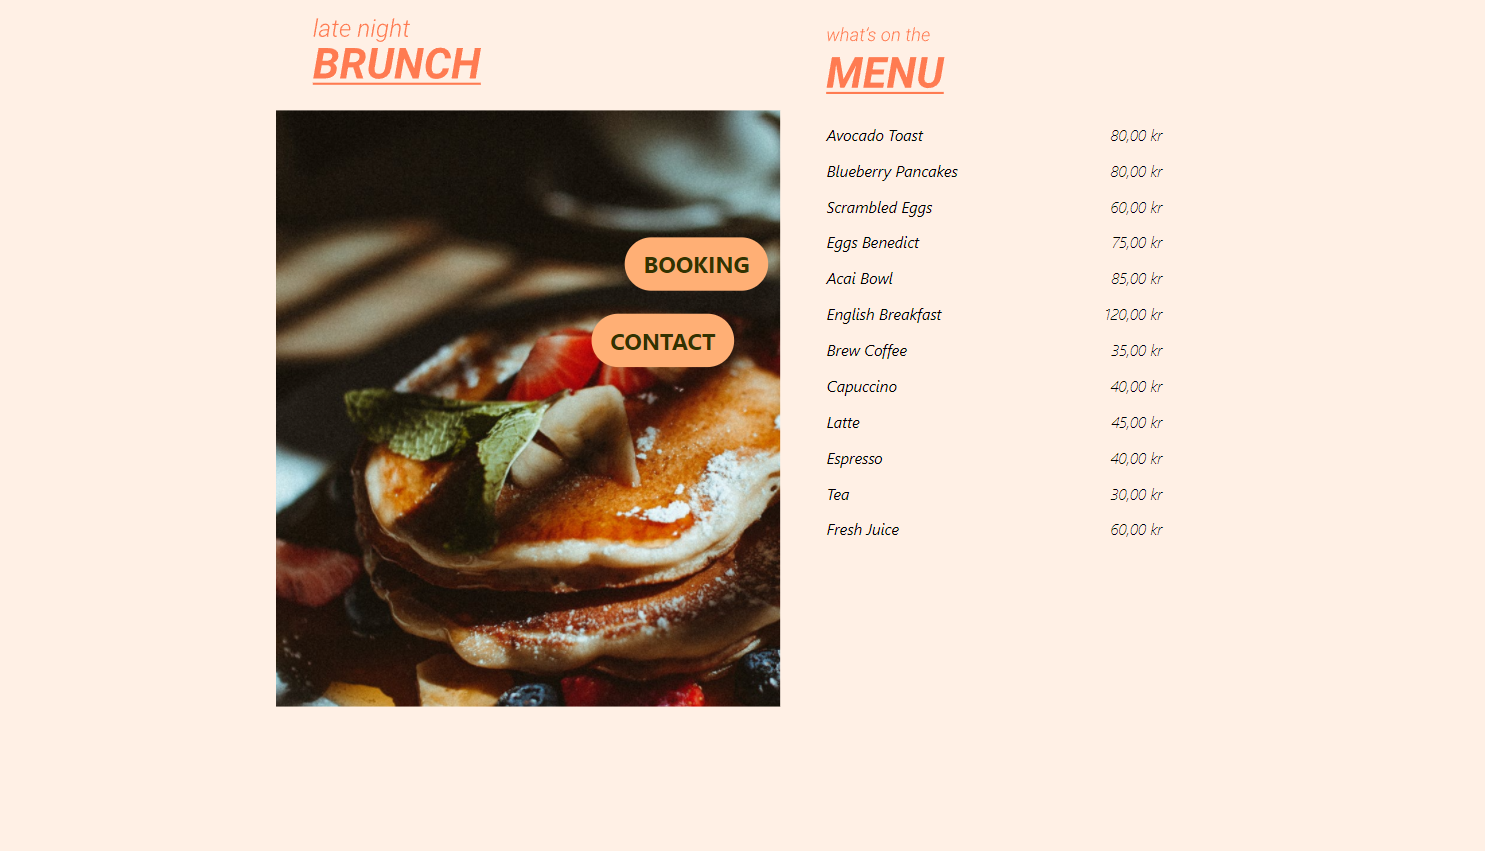 late night
BRUNCH
BOOKING
CONTACT
what's on the
MENU
Avocado Toast 80,00 kr
Blueberry Pancakes 80,00 kr
Scrambled Eggs 60,00 kr
Eggs Benedict 75,00 kr
Acai Bowl 85,00 kr
English Breakfast 120,00 kr
Brew Coffee 35,00 kr
Capuccino 40,00 kr
Latte 45,00 kr
Espresso 40,00 kr
Tea 30,00 kr
Fresh Juice 60,00 kr